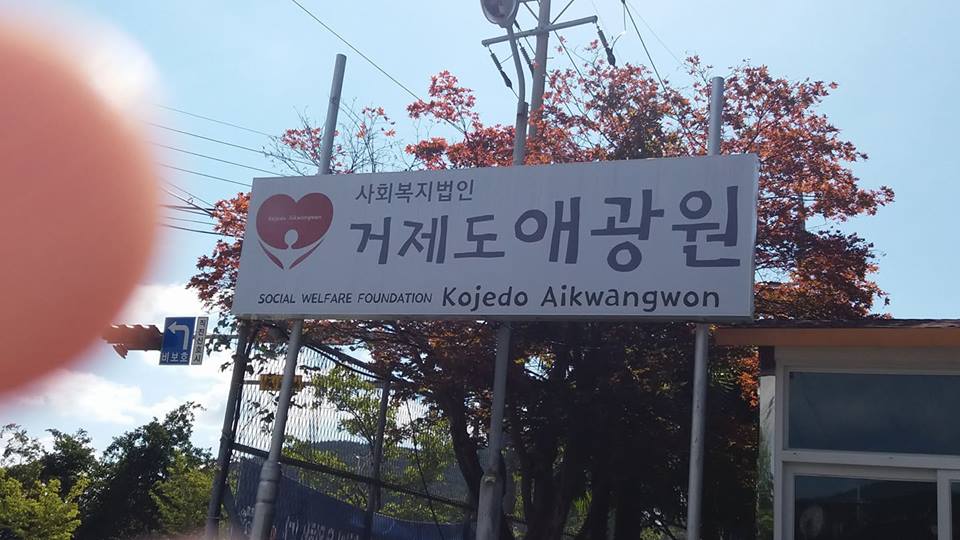 사회복지법인
Kojedo Aikwangwon
거제도애광원
SOCIAL WELFARE FOUNDATION Kojedo Aikwangwon
비보호